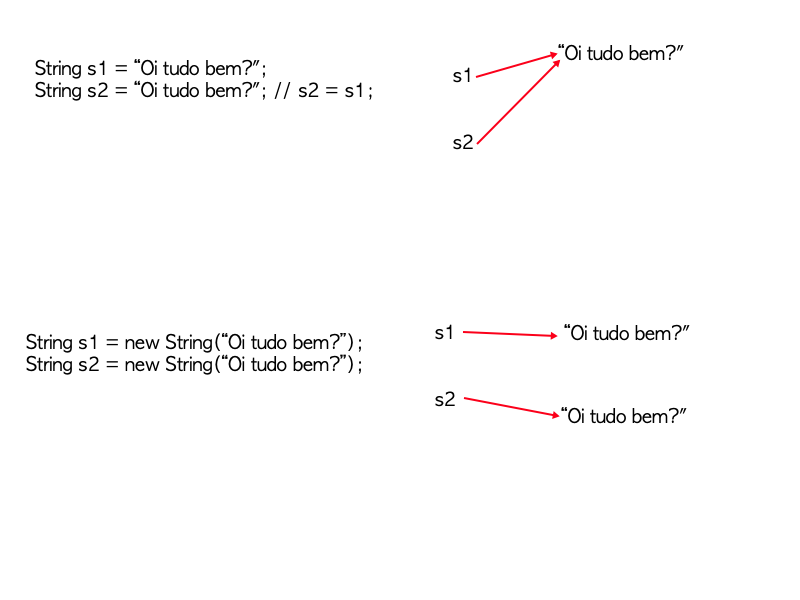 String s1 = “Oi tudo bem?”;
String s2 = “Oi tudo bem?”; // s2 = s1;
“Oi tudo bem?”
s1
s2
String s1 = new String(“Oi tudo bem?”);
String s2 = new String(“Oi tudo bem?”);
s1
“Oi tudo bem?”
s2
“Oi tudo bem?”